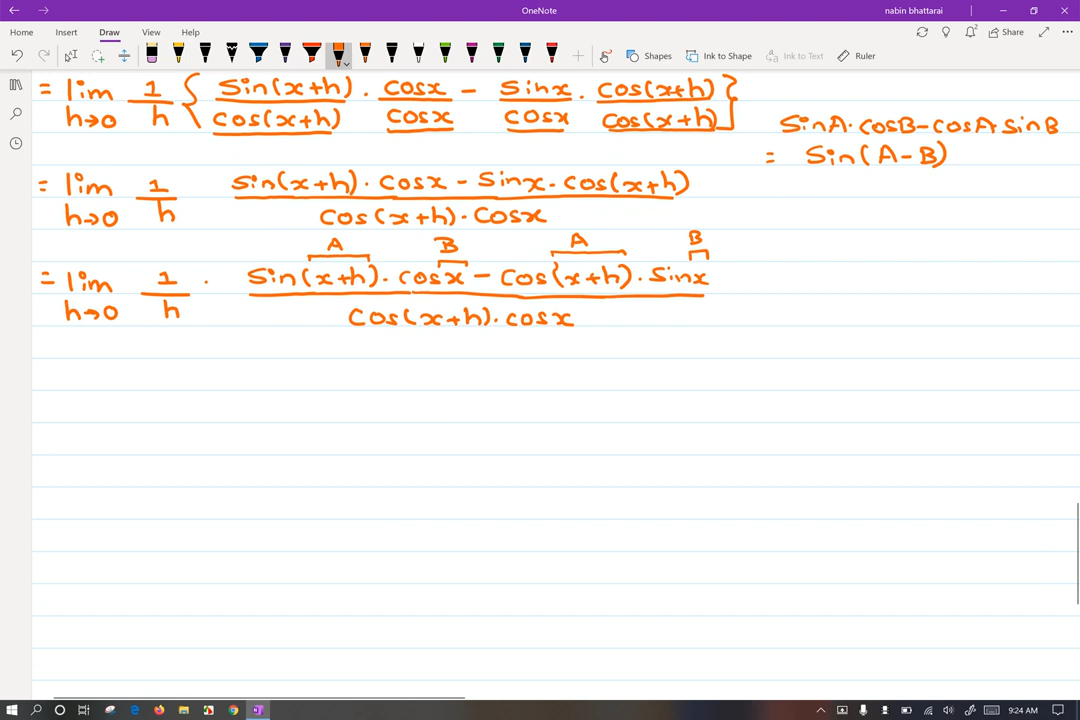 OneNote
nabin bhattarai
Home Insert Draw View Help
Share
Shapes Ink to Shape Ink to Text Ruler
= lim h→0 1/h { sin(x+h)/cos(x+h) · cosx/cosx - sinx/cosx · cos(x+h)/cos(x+h) }
sinA·cosB-cosA·sinB
= Sin(A-B)
= lim h→0 1/h sin(x+h)·cosx-sinx·cos(x+h)/cos(x+h)·cosx
A B A B
= lim h→0 1/h · sin(x+h)·cosx - cos(x+h)·sinx/cos(x+h)·cosx
9:24 AM